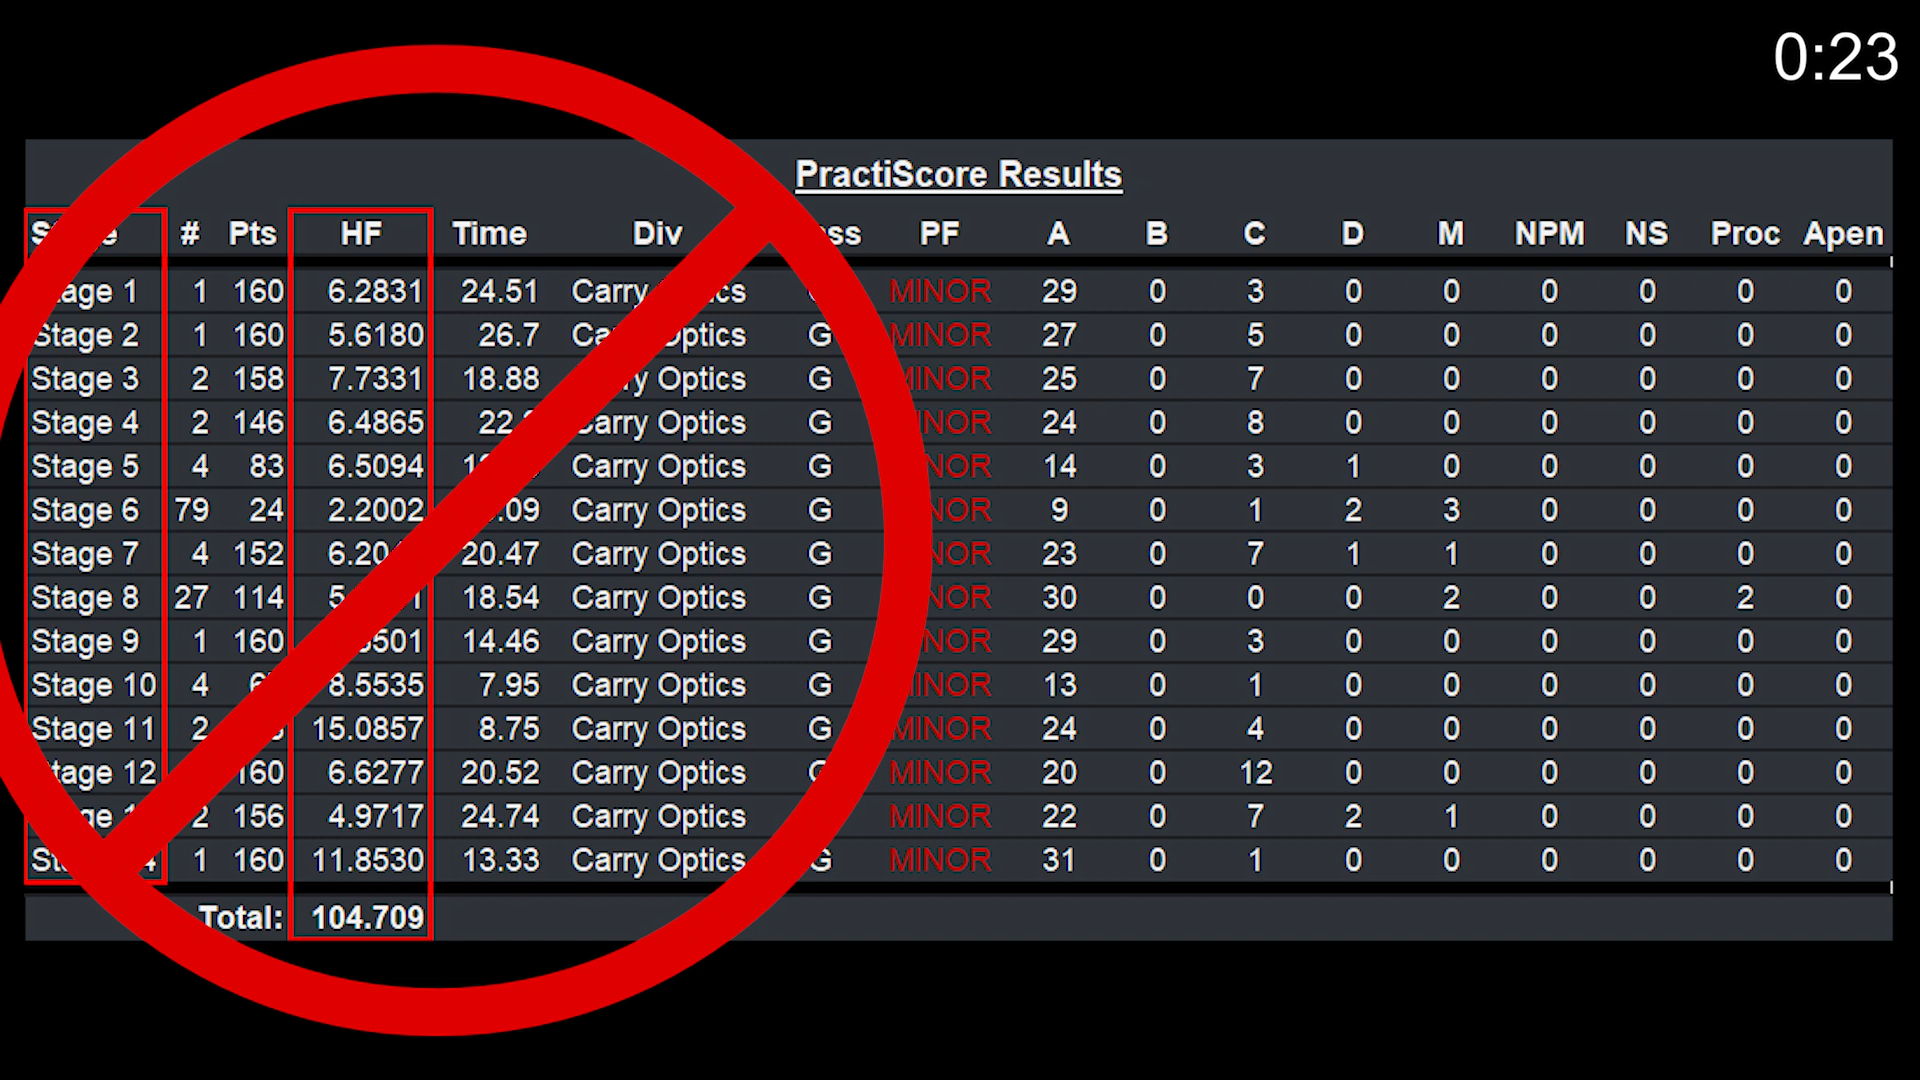 0:23
PractiScore Results
# Pts HF Time Div PF A B C D M NPM NS Proc Apen
1 1 160 6.2831 24.51 Carry MINOR 29 0 3 0 0 0 0 0 0
Stage 2 1 160 5.6180 26.7 Optics G MINOR 27 0 5 0 0 0 0 0 0
Stage 3 2 158 7.7331 18.88 Optics G MINOR 25 0 7 0 0 0 0 0 0
Stage 4 2 146 6.4865 Carry Optics G MINOR 24 0 8 0 0 0 0 0 0
Stage 5 4 83 6.5094 Carry Optics G 14 0 3 1 0 0 0 0 0
Stage 6 79 24 2.2002 Carry Optics G 9 0 1 2 3 0 0 0 0
Stage 7 4 152 20.47 Carry Optics G 23 0 7 1 1 0 0 0 0
Stage 8 27 114 18.54 Carry Optics G 30 0 0 0 2 0 0 2 0
Stage 9 1 160 14.46 Carry Optics G 29 0 3 0 0 0 0 0 0
Stage 10 4 8.5535 7.95 Carry Optics G MINOR 13 0 1 0 0 0 0 0 0
Stage 11 2 15.0857 8.75 Carry Optics G MINOR 24 0 4 0 0 0 0 0 0
Stage 12 160 6.6277 20.52 Carry Optics MINOR 20 0 12 0 0 0 0 0 0
2 156 4.9717 24.74 Carry Optics MINOR 22 0 7 2 1 0 0 0 0
1 160 11.8530 13.33 Carry Optics G MINOR 31 0 1 0 0 0 0 0 0
Total: 104.709